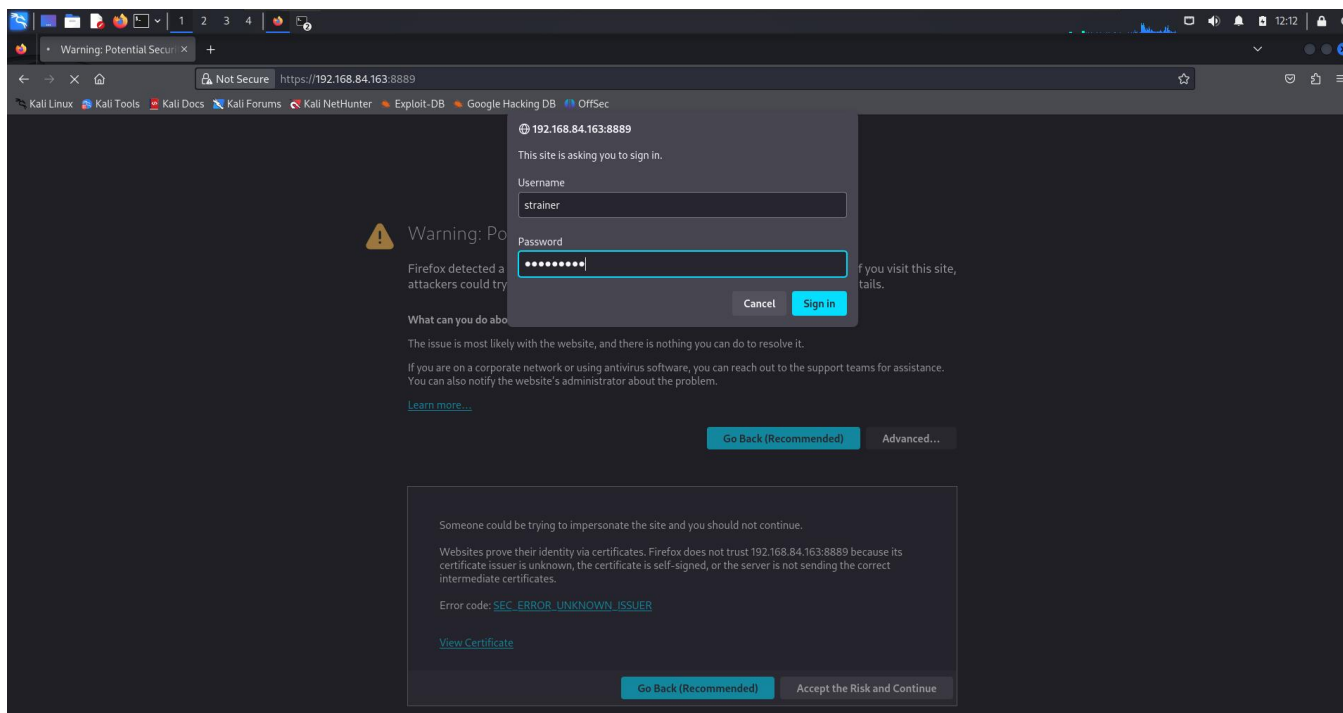 1 2 3 4
12:12
Warning: Potential Securi
Not Secure https://192.168.84.163:8889
Kali Linux Kali Tools Kali Docs Kali Forums Kali NetHunter Exploit-DB Google Hacking DB OffSec
192.168.84.163:8889
This site is asking you to sign in.
Username
strainer
Password
•••••••••
Cancel Sign in
Warning: Po
Firefox detected a f you visit this site,
attackers could try tails.
What can you do abo
The issue is most likely with the website, and there is nothing you can do to resolve it.
If you are on a corporate network or using antivirus software, you can reach out to the support teams for assistance.
You can also notify the website's administrator about the problem.
Learn more...
Go Back (Recommended) Advanced...
Someone could be trying to impersonate the site and you should not continue.
Websites prove their identity via certificates. Firefox does not trust 192.168.84.163:8889 because its
certificate issuer is unknown, the certificate is self-signed, or the server is not sending the correct
intermediate certificates.
Error code: SEC_ERROR_UNKNOWN_ISSUER
View Certificate
Go Back (Recommended) Accept the Risk and Continue